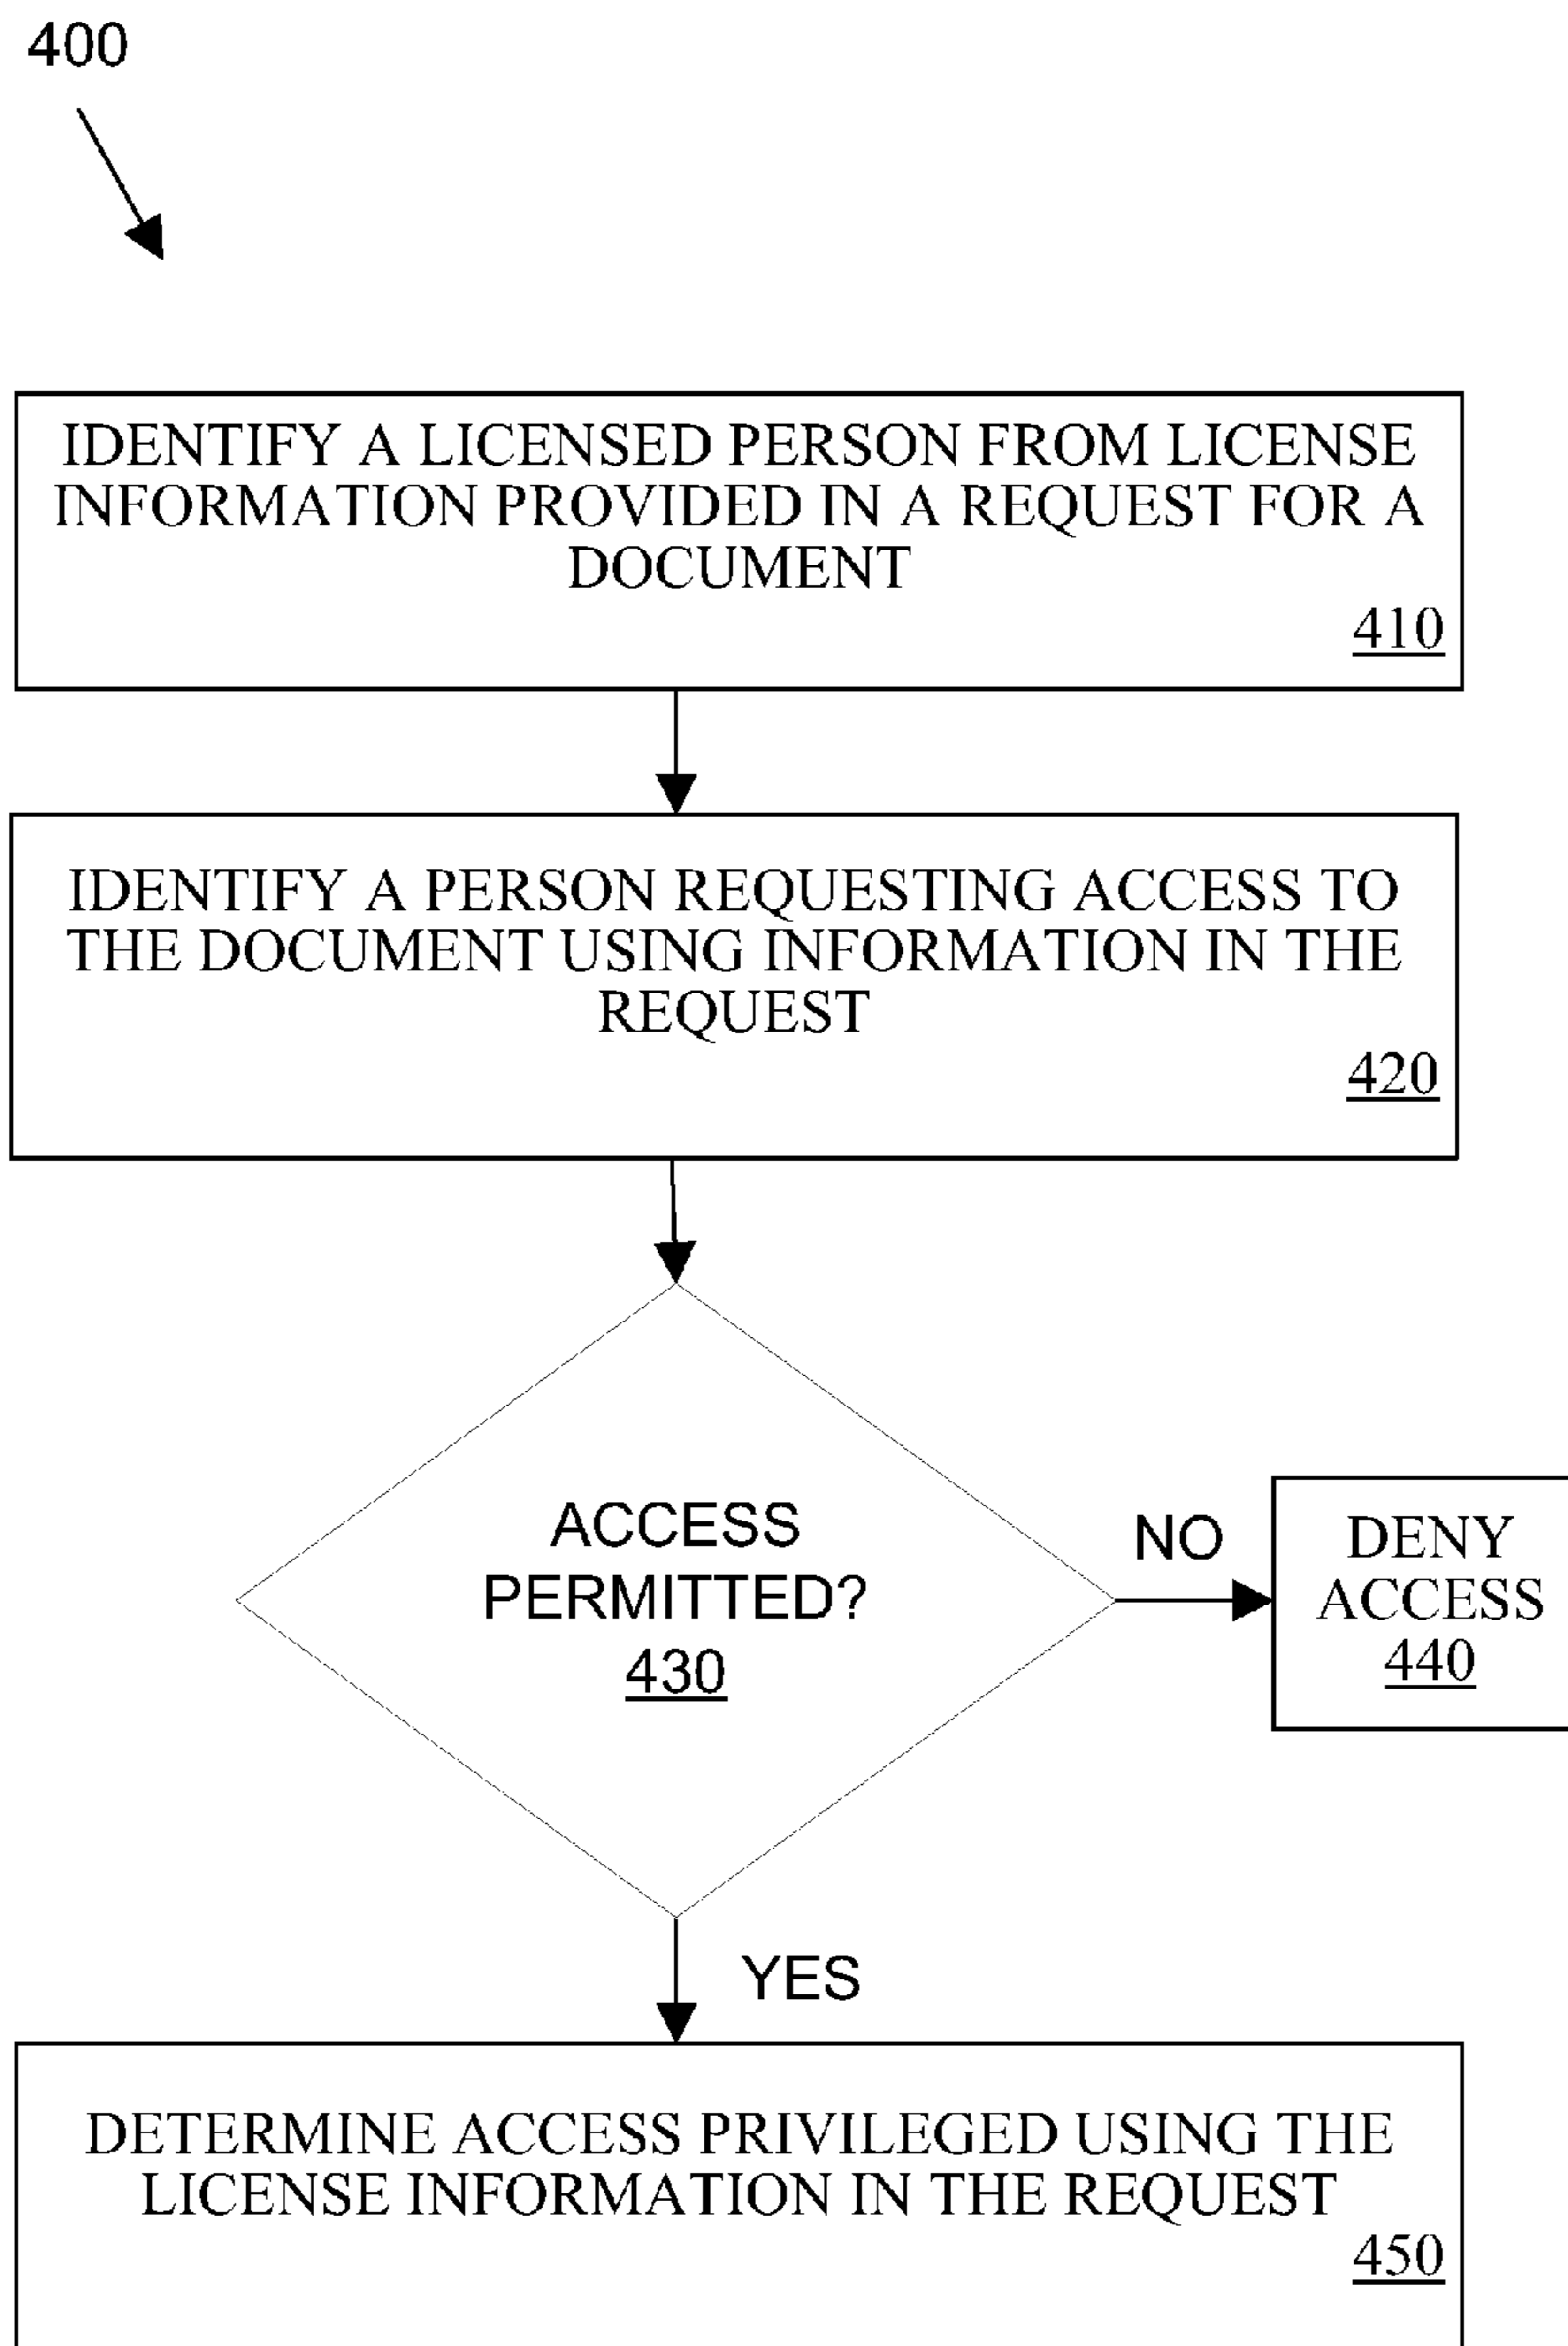 400
IDENTIFY A LICENSED PERSON FROM LICENSE
INFORMATION PROVIDED IN A REQUEST FOR A
DOCUMENT
410
IDENTIFY A PERSON REQUESTING ACCESS TO
THE DOCUMENT USING INFORMATION IN THE
REQUEST
420
ACCESS
PERMITTED?
430
NO
DENY
ACCESS
440
YES
DETERMINE ACCESS PRIVILEGED USING THE
LICENSE INFORMATION IN THE REQUEST
450